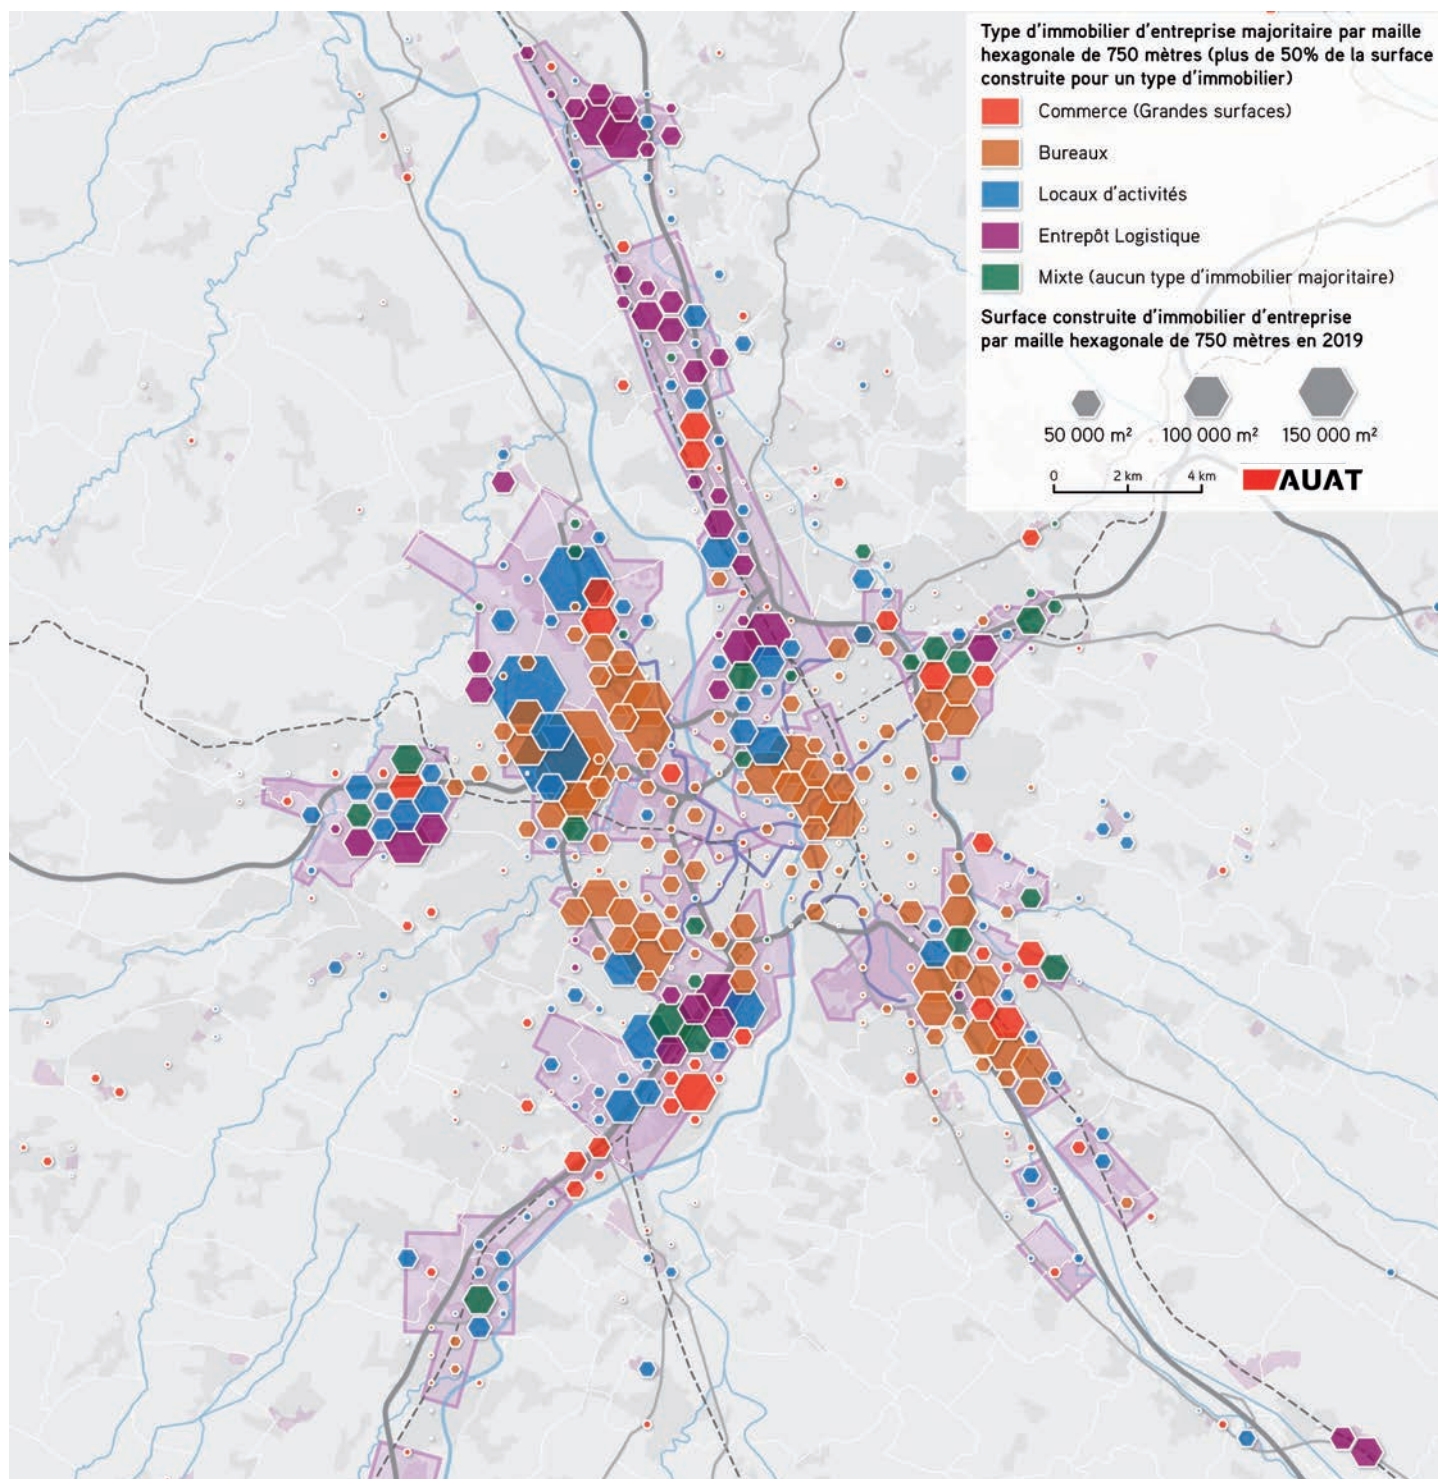 Type d'immobilier d'entreprise majoritaire par maille
hexagonale de 750 mètres (plus de 50% de la surface
construite pour un type d'immobilier)
Commerce (Grandes surfaces)
Bureaux
Locaux d'activités
Entrepôt Logistique
Mixte (aucun type d'immobilier majoritaire)
Surface construite d'immobilier d'entreprise
par maille hexagonale de 750 mètres en 2019
50 000 m² 100 000 m² 150 000 m²
0 2 km 4 km AUAT